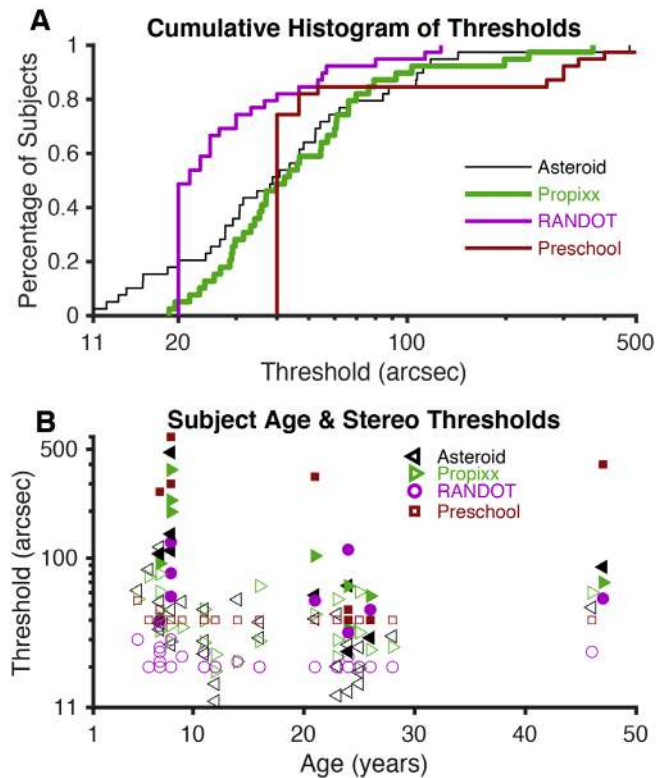 A
Cumulative Histogram of Thresholds
Percentage of Subjects
1
0.8
0.6
0.4
0.2
0
Asteroid
Propixx
RANDOT
Preschool
11 20 100 500
Threshold (arcsec)
B
Subject Age & Stereo Thresholds
Threshold (arcsec)
500
100
11
Asteroid
Propixx
RANDOT
Preschool
1 10 20 30 40 50
Age (years)